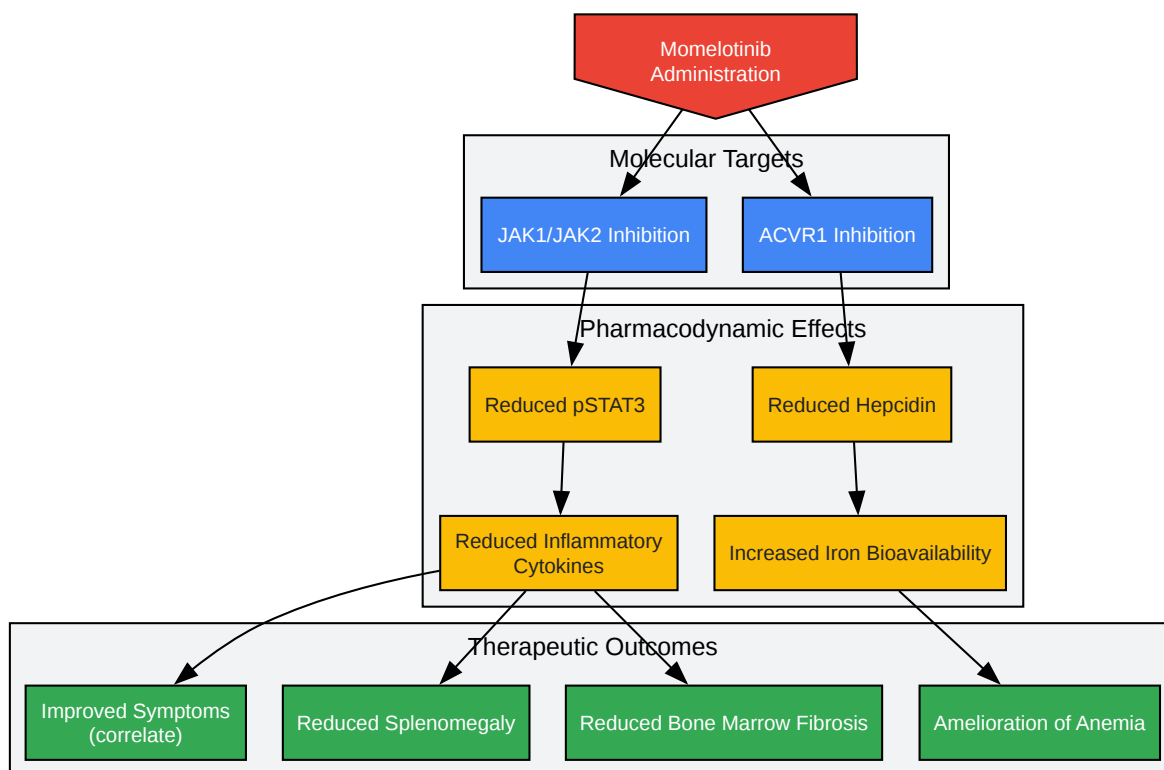 Momelotinib
Administration
Molecular Targets
JAK1/JAK2 Inhibition
ACVR1 Inhibition
Pharmacodynamic Effects
Reduced pSTAT3
Reduced Hepcidin
Reduced Inflammatory
Cytokines
Increased Iron Bioavailability
Therapeutic Outcomes
Improved Symptoms
(correlate)
Reduced Splenomegaly
Reduced Bone Marrow Fibrosis
Amelioration of Anemia